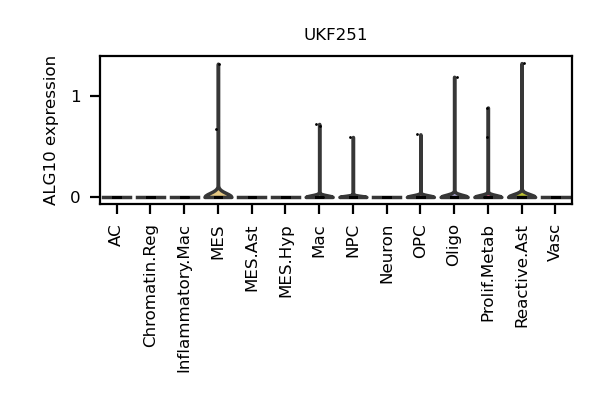 UKF251
ALG10 expression
1
0
AC
Chromatin.Reg
Inflammatory.Mac
MES
MES.Ast
MES.Hyp
Mac
NPC
Neuron
OPC
Oligo
Prolif.Metab
Reactive.Ast
Vasc